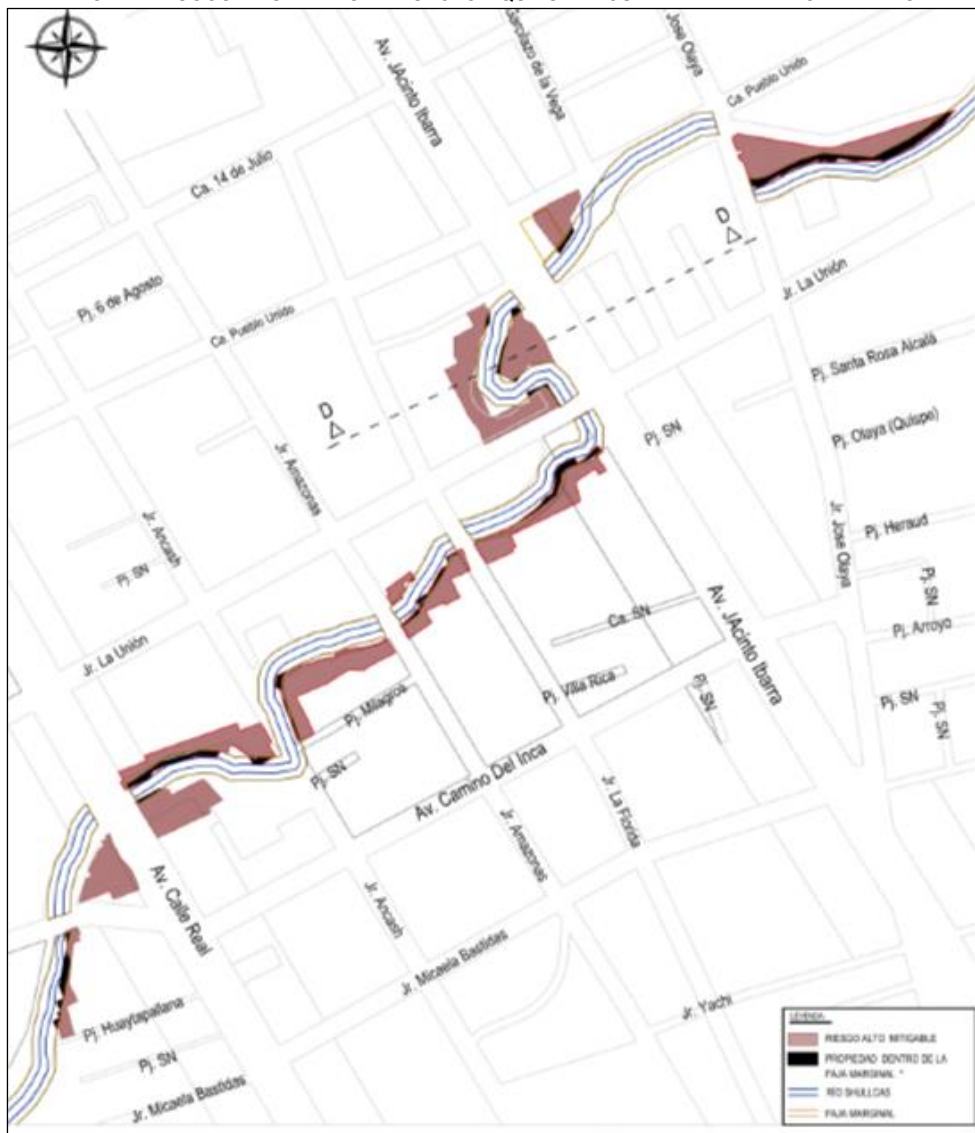 Av. JAcinto Ibarra
de la Vega
Jose Olaya
Ca. Pueblo Unido
Ca. 14 de Julio
Pj. 6 de Agosto
Ca. Pueblo Unido
D
D
Jr. La Unión
Pj. Santa Rosa Alcalá
Pj. Olaya (Quispe)
Pj. SN
Jr. Amazonas
Jr. Ancash
Pj. SN
Jr. Jose Olaya
Pj. Heraud
Pj. SN
Pj. Arroyo
Ca. SN
Av. JAcinto Ibarra
Jr. La Unión
Pj. Milagros
Pj. Villa Rica
Pj. SN
Pj. SN
Pj. SN
Pj. SN
Av. Camino Del Inca
Jr. La Florida
Jr. Amazonas
Jr. Ancash
Av. Calle Real
Jr. Micaela Bastidas
Jr. Yachi
Pj. Huaytapallana
Pj. SN
Jr. Micaela Bastidas
LEYENDA:
RIESGO ALTO MITIGABLE
PROPIEDAD DENTRO DE LA
FAJA MARGINAL *
RIO SHULLCAS
FAJA MARGINAL